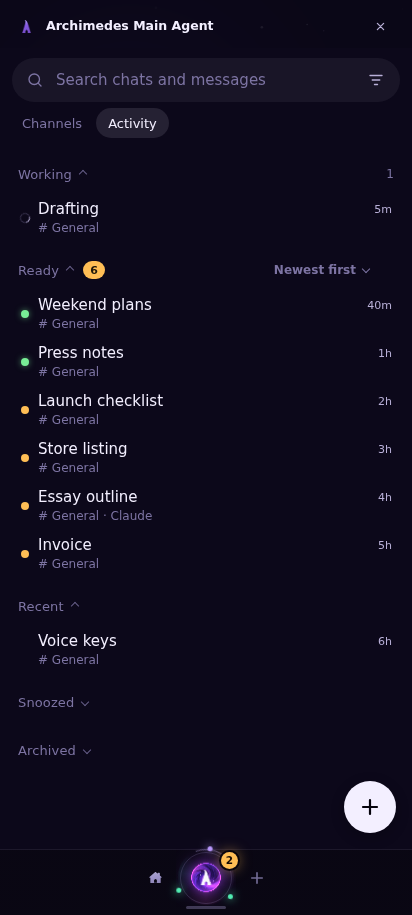 Archimedes Main Agent
Search chats and messages
Channels Activity
Working 1
Drafting 5m
# General
Ready 6 Newest first
Weekend plans 40m
# General
Press notes 1h
# General
Launch checklist 2h
# General
Store listing 3h
# General
Essay outline 4h
# General · Claude
Invoice 5h
# General
Recent
Voice keys 6h
# General
Snoozed
Archived
2